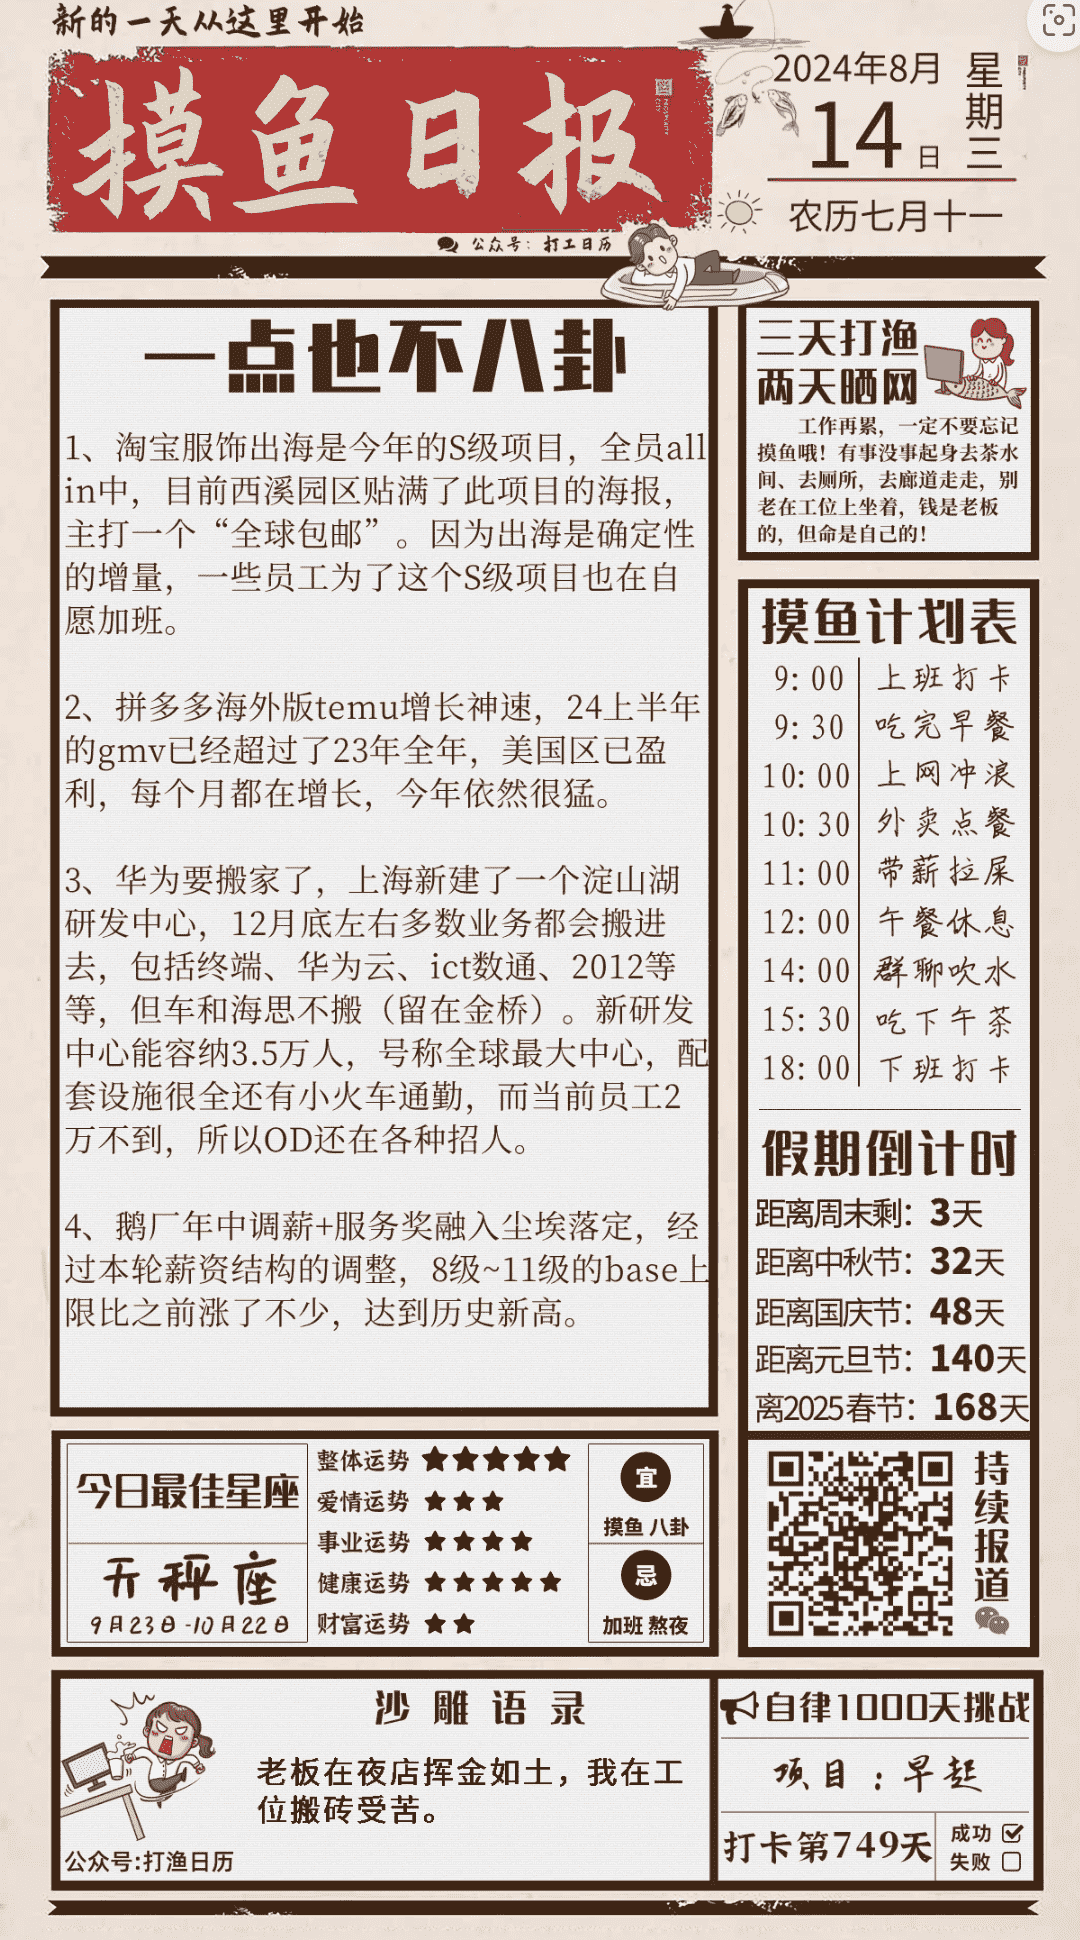 新的一天从这里开始
摸鱼日报
2024年8月
14日
星期三
农历七月十一
公众号：打工日历
一点也不八卦
1、淘宝服饰出海是今年的S级项目，全员all
in中，目前西溪园区贴满了此项目的海报，
主打一个“全球包邮”。因为出海是确定性
的增量，一些员工为了这个S级项目也在自
愿加班。
2、拼多多海外版temu增长神速，24上半年
的gmv已经超过了23年全年，美国区已盈
利，每个月都在增长，今年依然很猛。
3、华为要搬家了，上海新建了一个淀山湖
研发中心，12月底左右多数业务都会搬进
去，包括终端、华为云、ict数通、2012等
等，但车和海思不搬（留在金桥）。新研发
中心能容纳3.5万人，号称全球最大中心，配
套设施很全还有小火车通勤，而当前员工2
万不到，所以OD还在各种招人。
4、鹅厂年中调薪+服务奖融入尘埃落定，经
过本轮薪资结构的调整，8级~11级的base上
限比之前涨了不少，达到历史新高。
三天打渔
两天晒网
工作再累，一定不要忘记
摸鱼哦！有事没事起身去茶水
间、去厕所，去廊道走走，别
老在工位上坐着，钱是老板
的，但命是自己的！
摸鱼计划表
9：00 上班打卡
9：30 吃完早餐
10：00 上网冲浪
10：30 外卖点餐
11：00 带薪拉屎
12：00 午餐休息
14：00 群聊吹水
15：30 吃下午茶
18：00 下班打卡
假期倒计时
距离周末剩：3天
距离中秋节：32天
距离国庆节：48天
距离元旦节：140天
离2025春节：168天
持续报道
今日最佳星座
天秤座
9月23日-10月22日
整体运势 ★★★★★
爱情运势 ★★★
事业运势 ★★★★
健康运势 ★★★★★
财富运势 ★★
宜
摸鱼 八卦
忌
加班 熬夜
沙雕语录
老板在夜店挥金如土，我在工
位搬砖受苦。
公众号:打渔日历
自律1000天挑战
项目：早起
打卡第749天
成功
失败